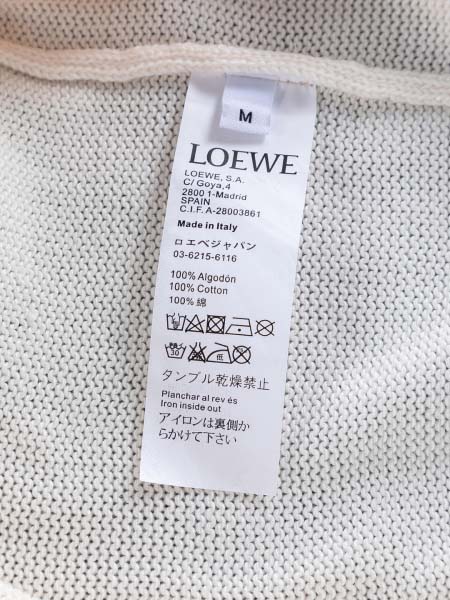 M
LOEWE
LOEWE, S.A.
C/ Goya,4
2800 1-Madrid
SPAIN
C.I.F. A-28003861
Made in Italy
ロエベジャパン
03-6215-6116
100% Algodón
100% Cotton
100% 綿
30 低
タンブル乾燥禁止
Planchar al rev és
Iron inside out
アイロンは裏側か
らかけて下さい